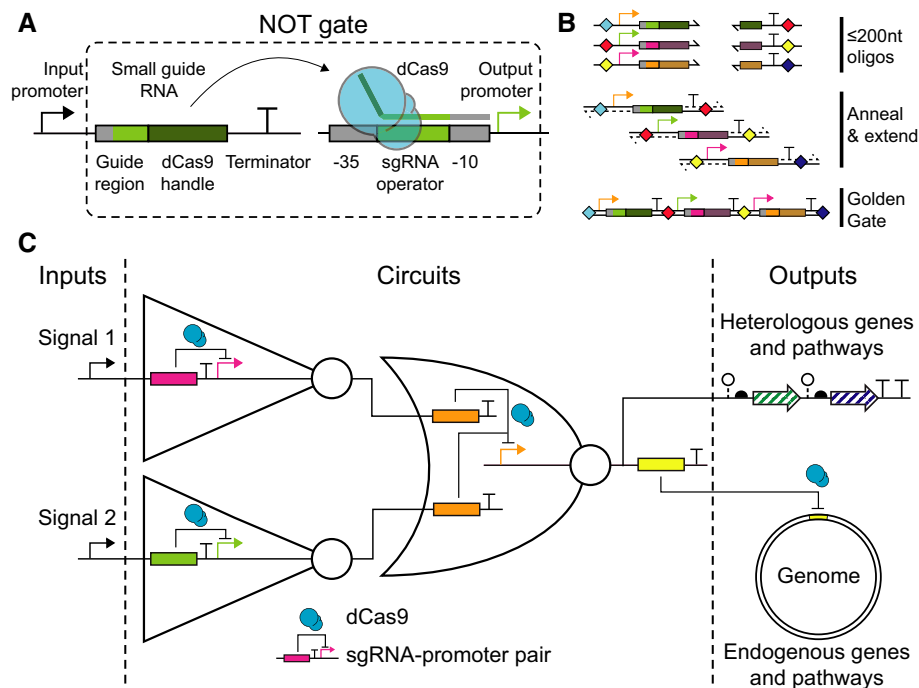 A
NOT gate
Input
promoter
Small guide
RNA
dCas9
Output
promoter
Guide
region
dCas9
handle
Terminator
-35
sgRNA
operator
-10
B
≤200nt
oligos
Anneal
& extend
Golden
Gate
C
Inputs
Circuits
Outputs
Signal 1
Signal 2
Heterologous genes
and pathways
Genome
Endogenous genes
and pathways
dCas9
sgRNA-promoter pair